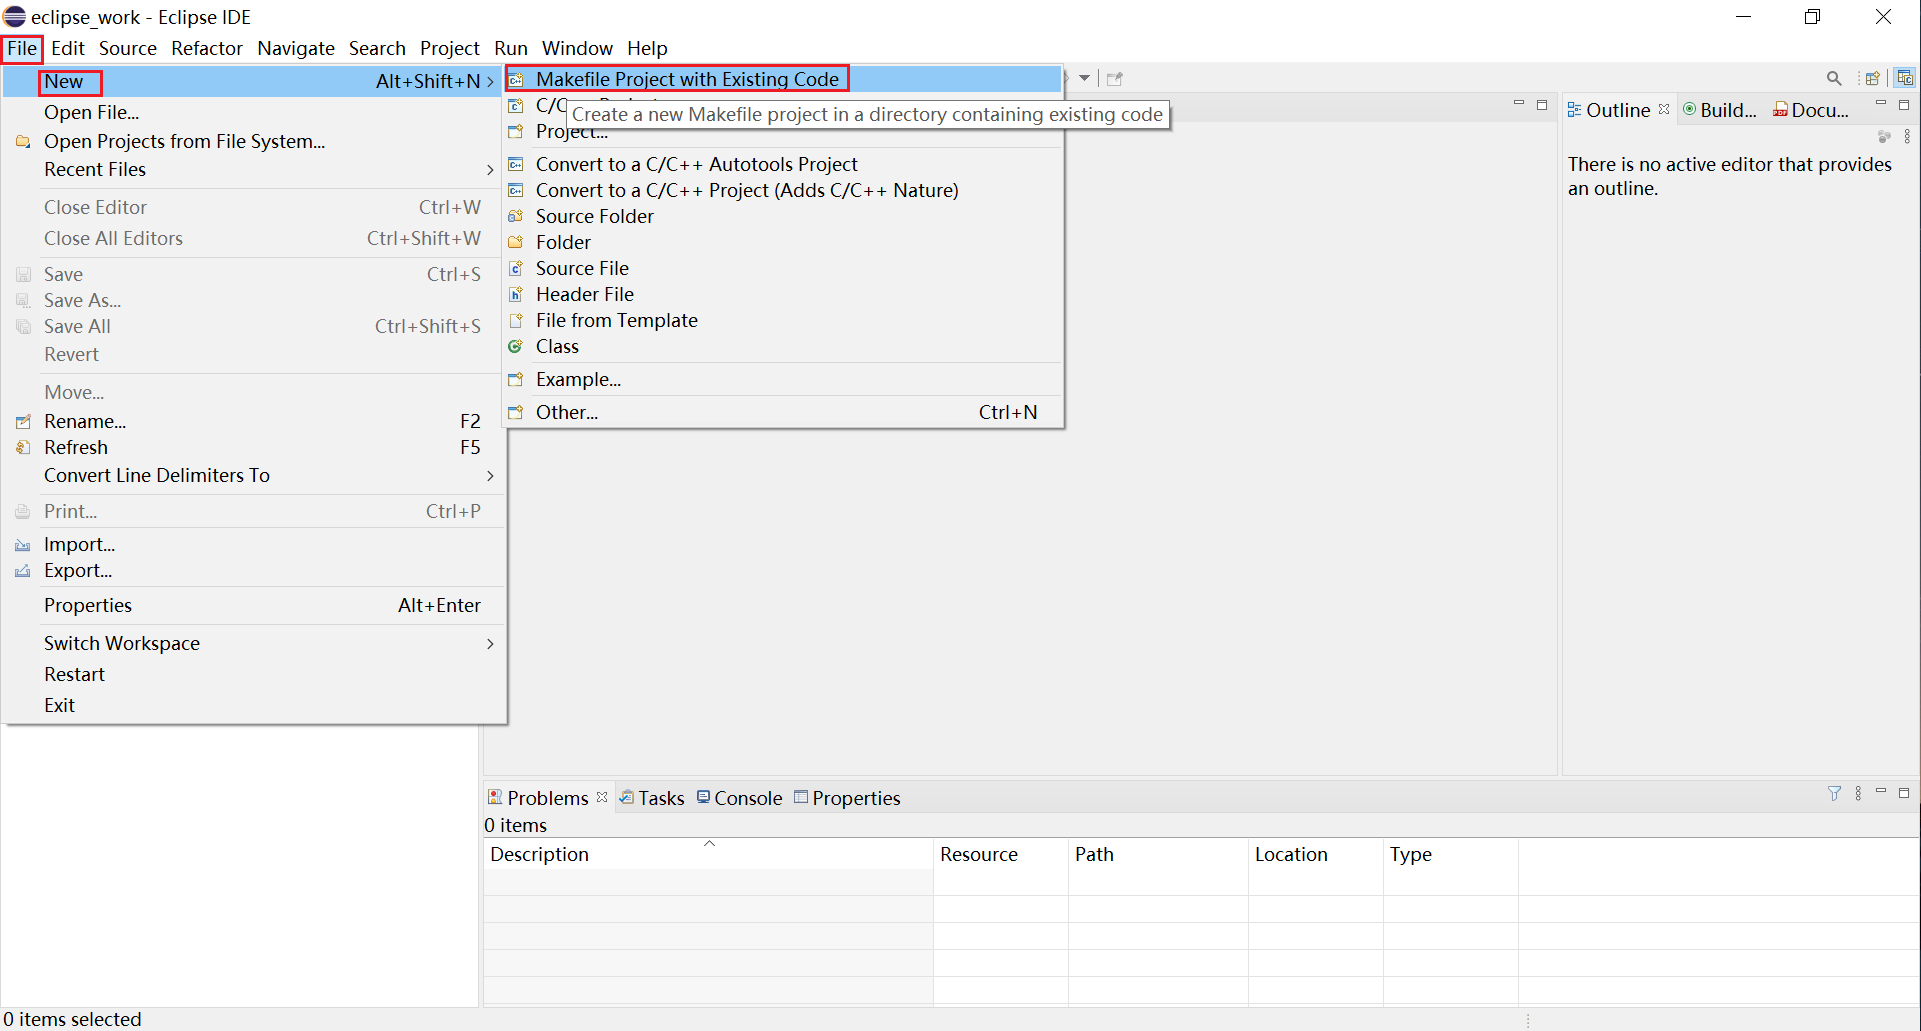 eclipse_work - Eclipse IDE
File Edit Source Refactor Navigate Search Project Run Window Help
New Alt+Shift+N
Open File...
Open Projects from File System...
Recent Files
Close Editor Ctrl+W
Close All Editors Ctrl+Shift+W
Save Ctrl+S
Save As...
Save All Ctrl+Shift+S
Revert
Move...
Rename... F2
Refresh F5
Convert Line Delimiters To
Print... Ctrl+P
Import...
Export...
Properties Alt+Enter
Switch Workspace
Restart
Exit
Makefile Project with Existing Code
C/C
Create a new Makefile project in a directory containing existing code
Project...
Convert to a C/C++ Autotools Project
Convert to a C/C++ Project (Adds C/C++ Nature)
Source Folder
Folder
Source File
Header File
File from Template
Class
Example...
Other... Ctrl+N
Outline Build... Docu...
There is no active editor that provides
an outline.
Problems Tasks Console Properties
0 items
Description Resource Path Location Type
0 items selected